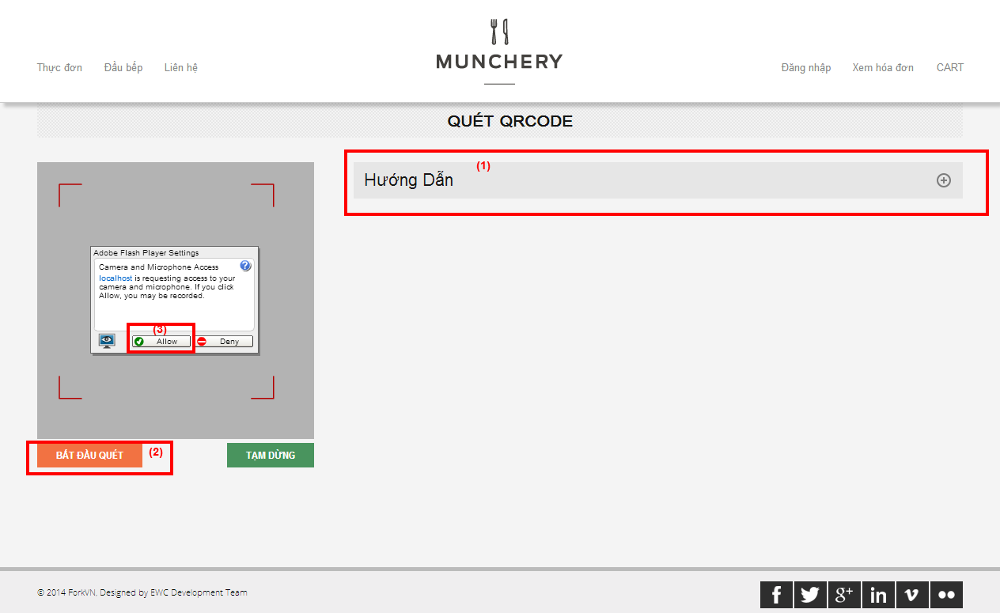 MUNCHERY
Thực đơn Đầu bếp Liên hệ
Đăng nhập Xem hóa đơn CART
QUÉT QRCODE
(1)
Hướng Dẫn
Adobe Flash Player Settings
Camera and Microphone Access
?
localhost is requesting access to your
camera and microphone. If you click
Allow, you may be recorded.
(3)
Allow Deny
BẮT ĐẦU QUÉT (2) TẠM DỪNG
© 2014 ForkVN. Designed by EWC Development Team
f g+ in v